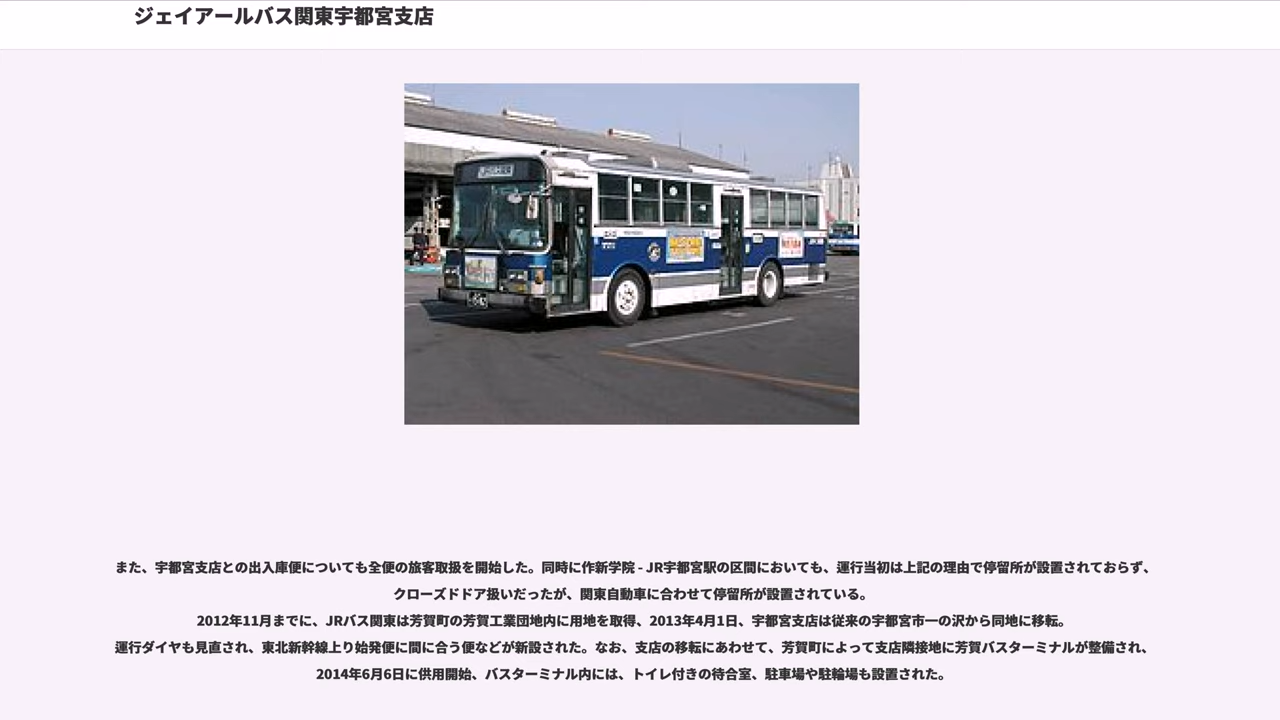 ジェイアールバス関東宇都宮支店
また、宇都宮支店との出入庫便についても全便の旅客取扱を開始した。同時に作新学院 - JR宇都宮駅の区間においても、運行当初は上記の理由で停留所が設置されておらず、
クローズドドア扱いだったが、関東自動車に合わせて停留所が設置されている。
2012年11月までに、JRバス関東は芳賀町の芳賀工業団地内に用地を取得、2013年4月1日、宇都宮支店は従来の宇都宮市一の沢から同地に移転。
運行ダイヤも見直され、東北新幹線上り始発便に間に合う便などが新設された。なお、支店の移転にあわせて、芳賀町によって支店隣接地に芳賀バスターミナルが整備され、
2014年6月6日に供用開始、バスターミナル内には、トイレ付きの待合室、駐車場や駐輪場も設置された。